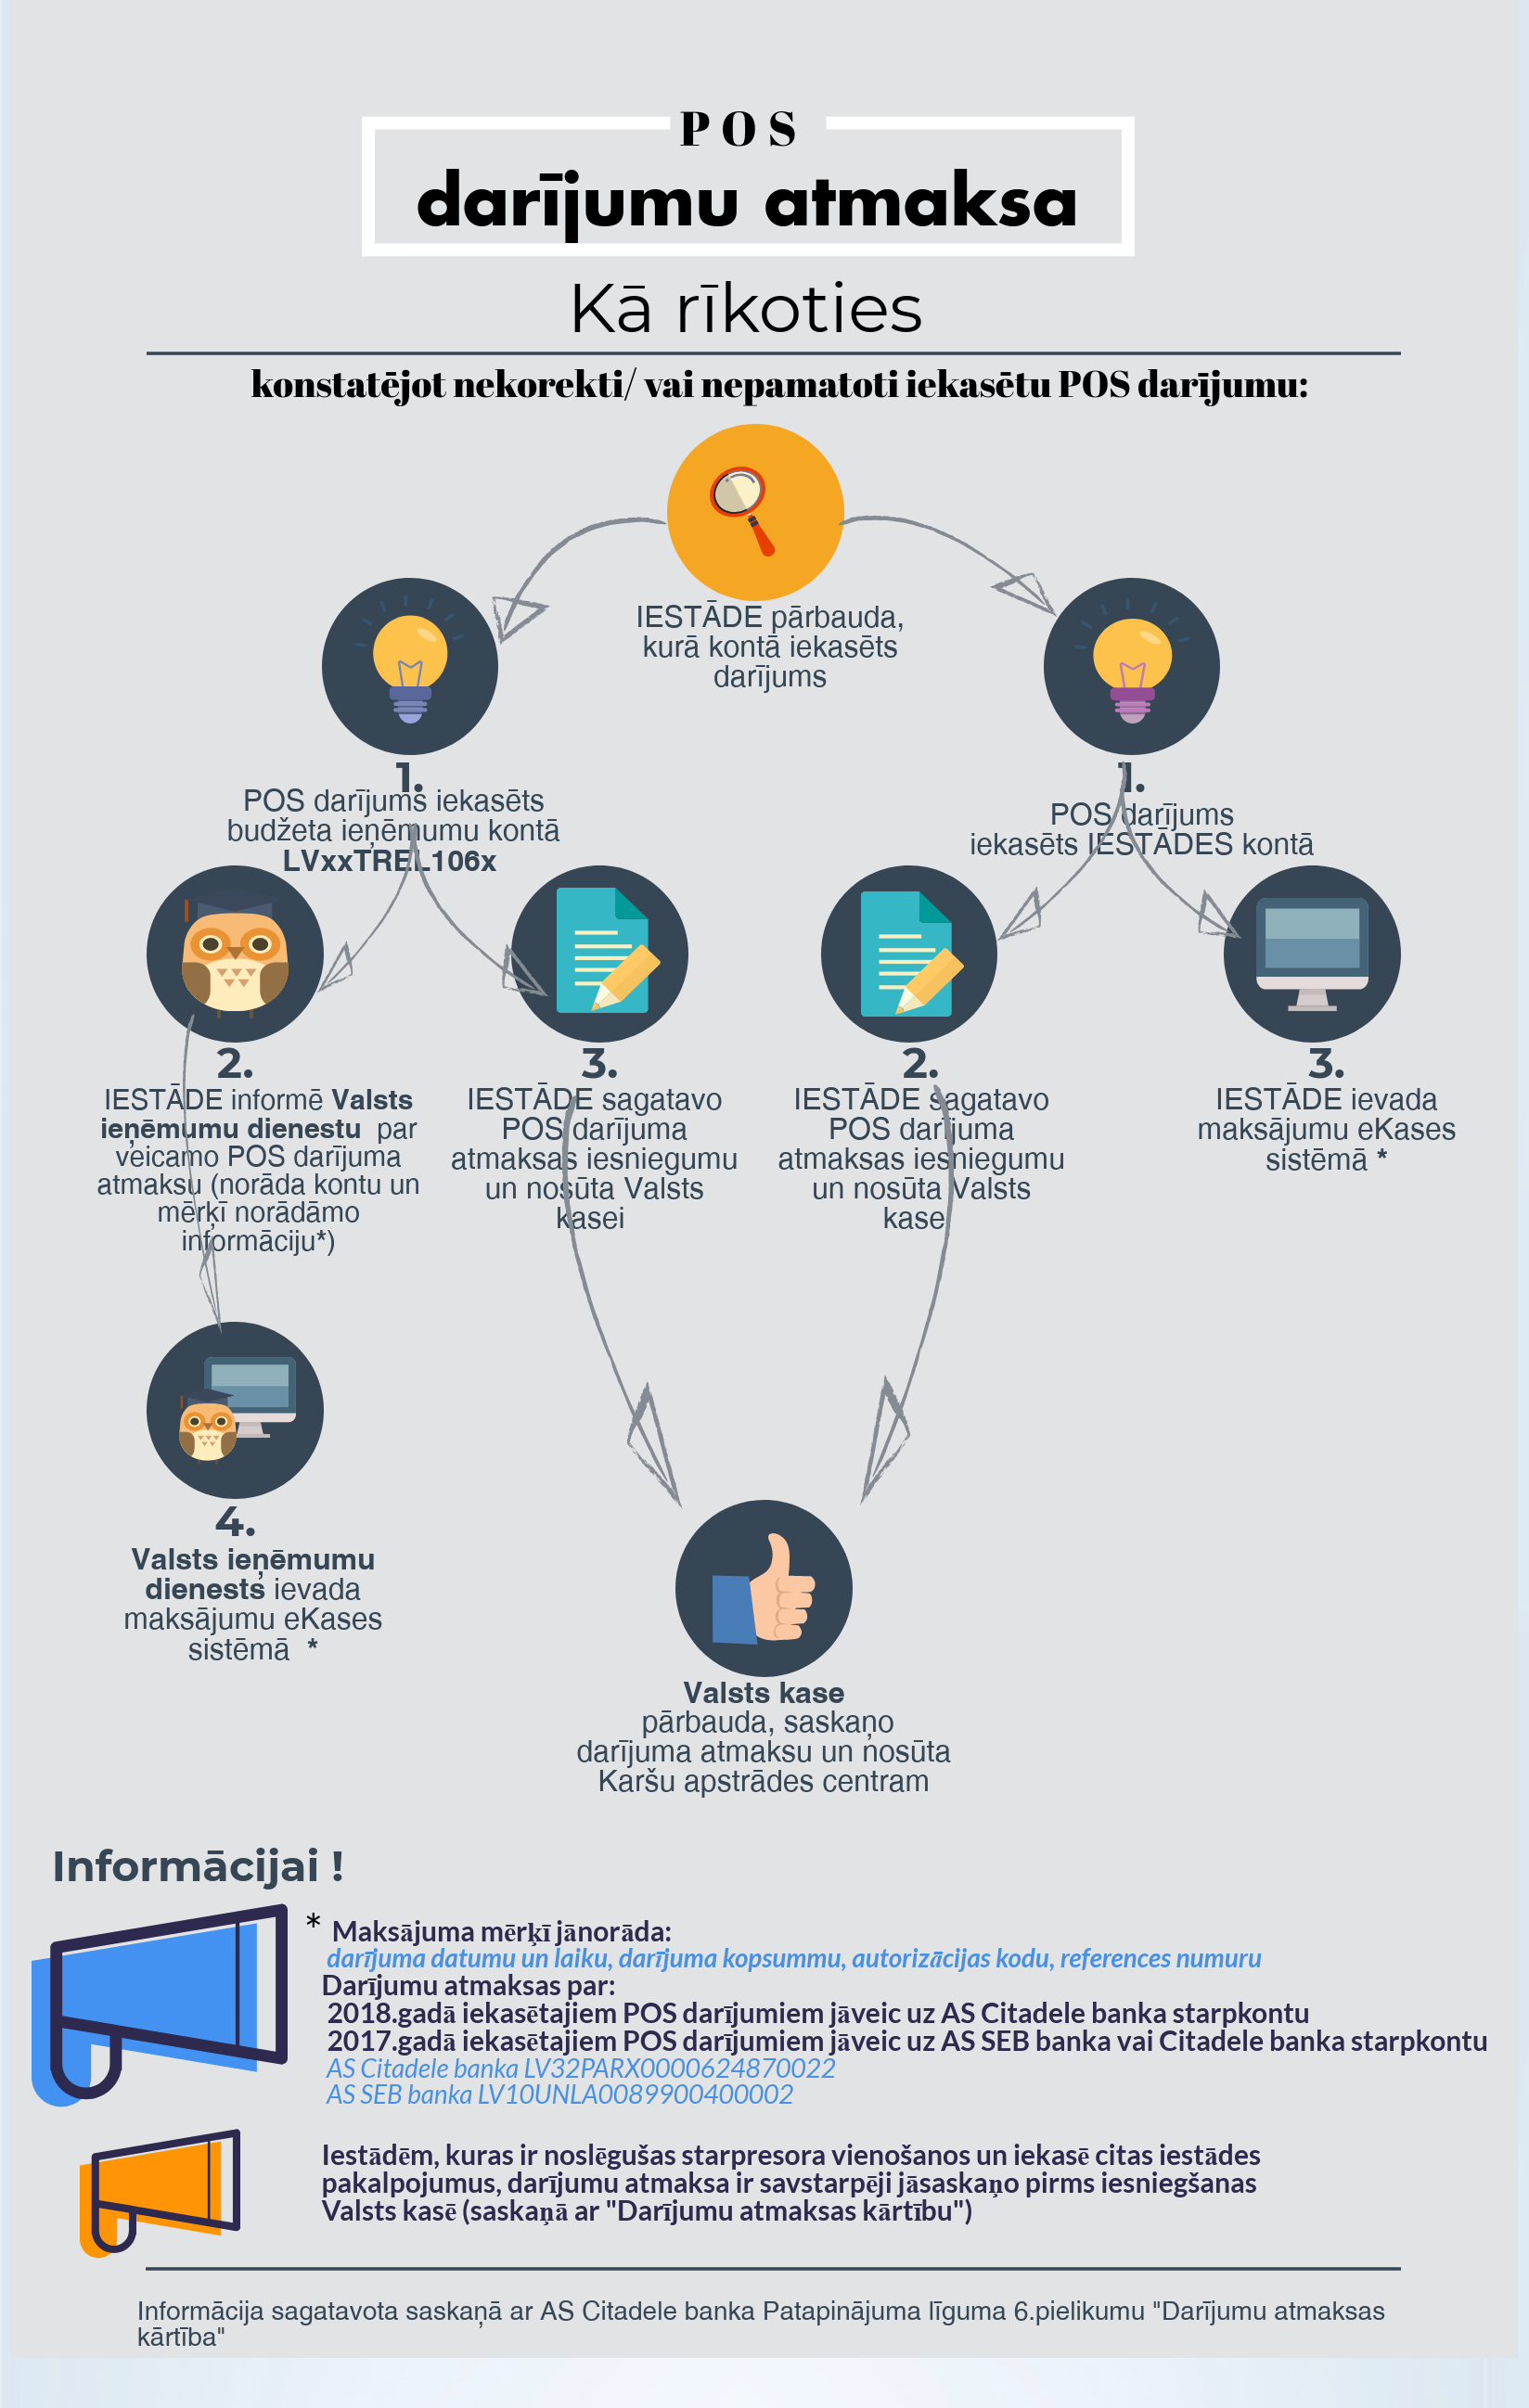 POS
darījumu atmaksa
Kā rīkoties
konstatējot nekorekti/ vai nepamatoti iekasētu POS darījumu:
IESTĀDE pārbauda,
kurā kontā iekasēts
darījums
1.
POS darījums iekasēts
budžeta ieņēmumu kontā
LVxxTREL106x
1.
POS darījums
iekasēts IESTĀDES kontā
2.
IESTĀDE informē Valsts
ieņēmumu dienestu par
veicamo POS darījuma
atmaksu (norāda kontu un
mērķī norādāmo
informāciju*)
3.
IESTĀDE sagatavo
POS darījuma
atmaksas iesniegumu
un nosūta Valsts
kasei
2.
IESTĀDE sagatavo
POS darījuma
atmaksas iesniegumu
un nosūta Valsts
kasei
3.
IESTĀDE ievada
maksājumu eKases
sistēmā *
4.
Valsts ieņēmumu
dienests ievada
maksājumu eKases
sistēmā *
Valsts kase
pārbauda, saskaņo
darījuma atmaksu un nosūta
Karšu apstrādes centram
Informācijai !
* Maksājuma mērķī jānorāda:
darījuma datumu un laiku, darījuma kopsummu, autorizācijas kodu, references numuru
Darījumu atmaksas par:
2018.gadā iekasētajiem POS darījumiem jāveic uz AS Citadele banka starpkontu
2017.gadā iekasētajiem POS darījumiem jāveic uz AS SEB banka vai Citadele banka starpkontu
AS Citadele banka LV32PARX0000624870022
AS SEB banka LV10UNLA0089900400002
Iestādēm, kuras ir noslēgušas starpresora vienošanos un iekasē citas iestādes
pakalpojumus, darījumu atmaksa ir savstarpēji jāsaskaņo pirms iesniegšanas
Valsts kasē (saskaņā ar "Darījumu atmaksas kārtību")
Informācija sagatavota saskaņā ar AS Citadele banka Patapinājuma līguma 6.pielikumu "Darījumu atmaksas
kārtība"